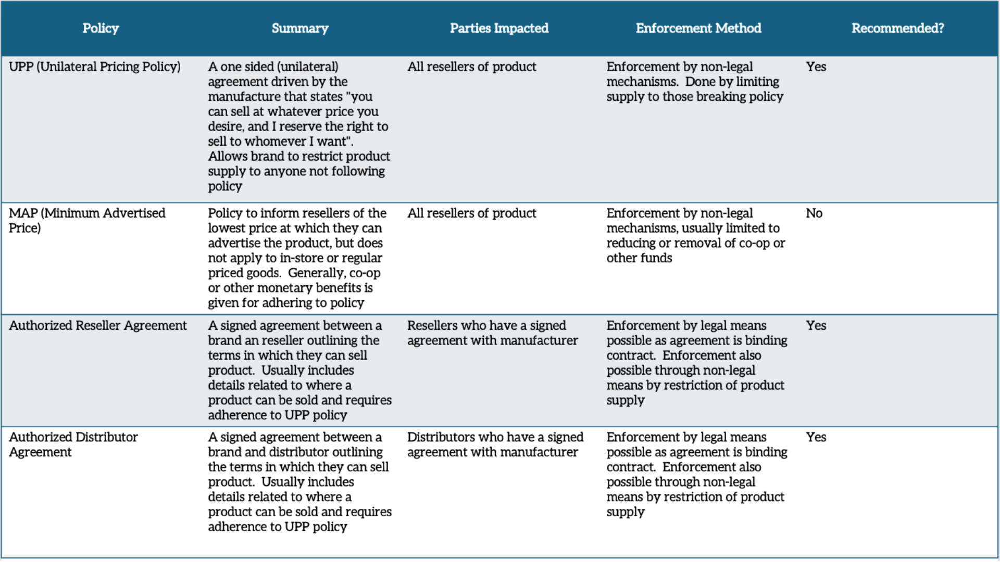 Policy
Summary
Parties Impacted
Enforcement Method
Recommended?
UPP (Unilateral Pricing Policy)
A one sided (unilateral)
agreement driven by the
manufacture that states "you
can sell at whatever price you
desire, and I reserve the right to
sell to whomever I want".
Allows brand to restrict product
supply to anyone not following
policy
All resellers of product
Enforcement by non-legal
mechanisms.  Done by limiting
supply to those breaking policy
Yes
MAP (Minimum Advertised
Price)
Policy to inform resellers of the
lowest price at which they can
advertise the product, but does
not apply to in-store or regular
priced goods.  Generally, co-op
or other monetary benefits is
given for adhering to policy
All resellers of product
Enforcement by non-legal
mechanisms, usually limited to
reducing or removal of co-op or
other funds
No
Authorized Reseller Agreement
A signed agreement between a
brand an reseller outlining the
terms in which they can sell
product.  Usually includes
details related to where a
product can be sold and requires
adherence to UPP policy
Resellers who have a signed
agreement with manufacturer
Enforcement by legal means
possible as agreement is binding
contract.  Enforcement also
possible through non-legal
means by restriction of product
supply
Yes
Authorized Distributor
Agreement
A signed agreement between a
brand and distributor outlining
the terms in which they can sell
product.  Usually includes
details related to where a
product can be sold and requires
adherence to UPP policy
Distributors who have a signed
agreement with manufacturer
Enforcement by legal means
possible as agreement is binding
contract.  Enforcement also
possible through non-legal
means by restriction of product
supply
Yes